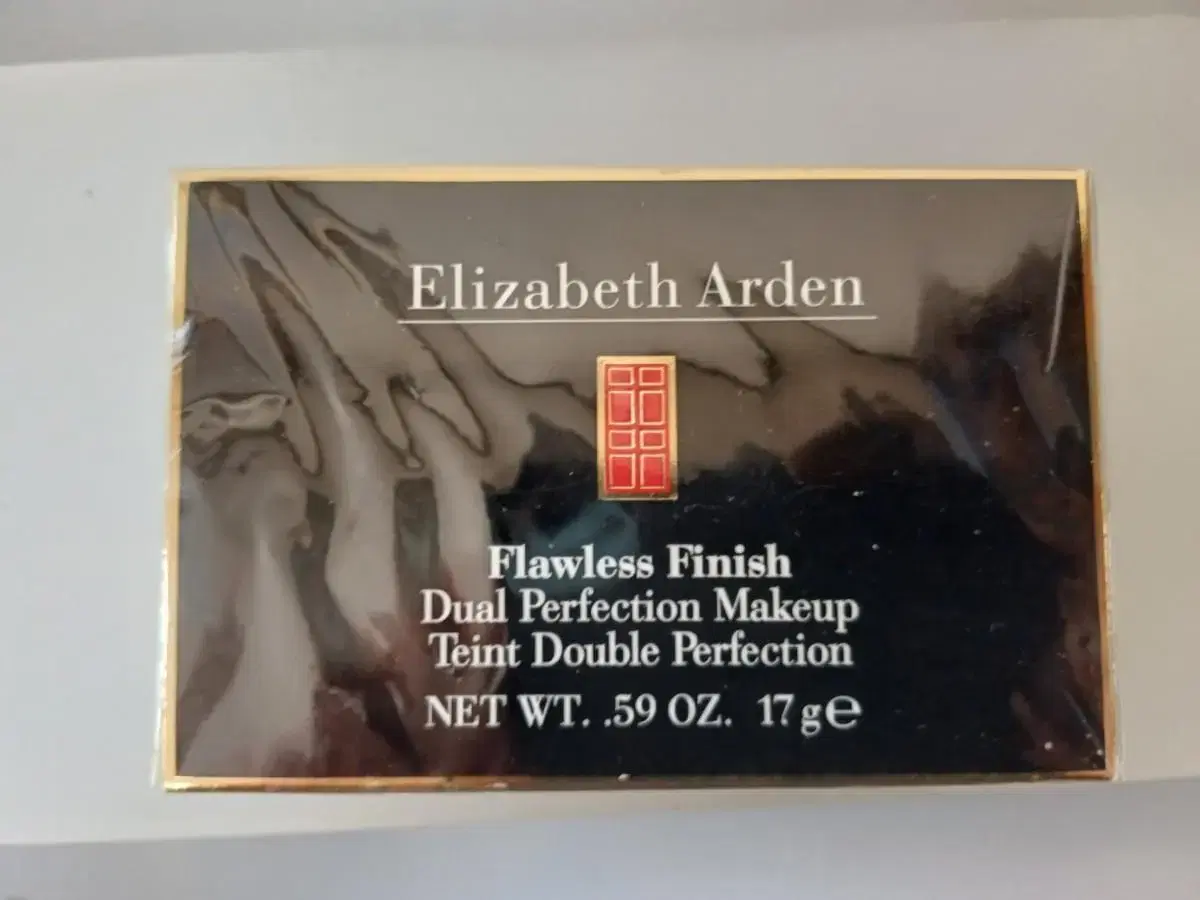 Elizabeth Arden
Flawless Finish
Dual Perfection Makeup
Teint Double Perfection
NET WT. .59 OZ. 17 g℮